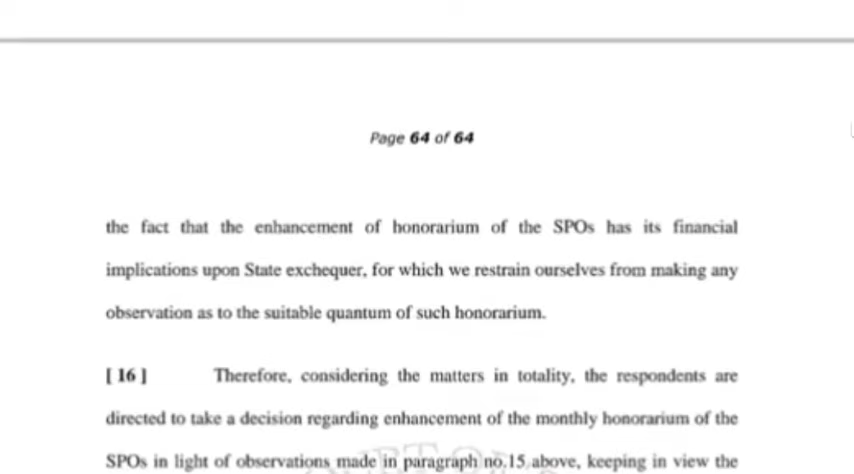 Page 64 of 64
the fact that the enhancement of honorarium of the SPOs has its financial
implications upon State exchequer, for which we restrain ourselves from making any
observation as to the suitable quantum of such honorarium.
[ 16 ] Therefore, considering the matters in totality, the respondents are
directed to take a decision regarding enhancement of the monthly honorarium of the
SPOs in light of observations made in paragraph no.15 above, keeping in view the